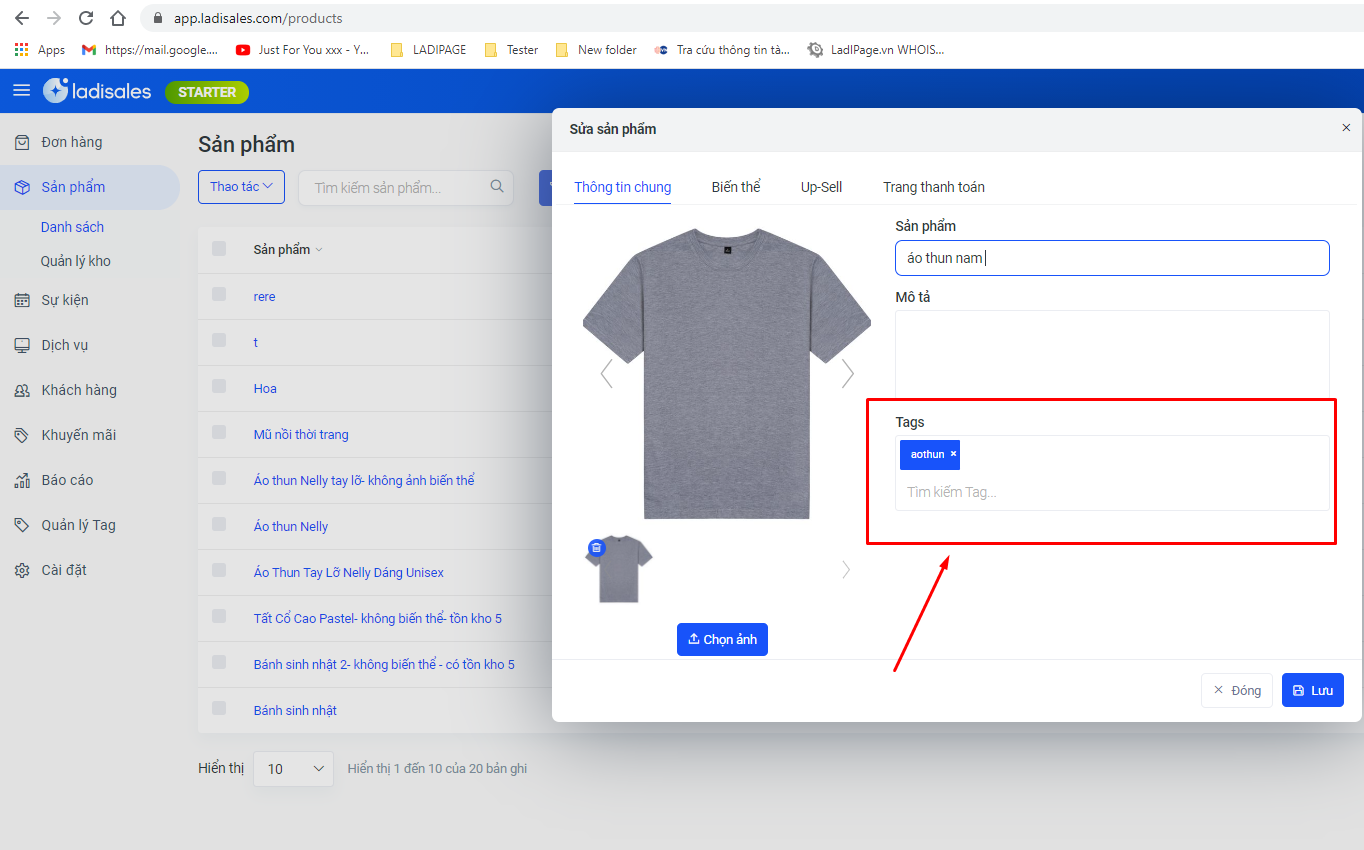 app.ladisales.com/products
Apps https://mail.google.... Just For You xxx - Y... LADIPAGE Tester New folder Tra cứu thông tin tà... LadIPage.vn WHOIS...
ladisales STARTER
Đơn hàng
Sản phẩm
Danh sách
Quản lý kho
Sự kiện
Dịch vụ
Khách hàng
Khuyến mãi
Báo cáo
Quản lý Tag
Cài đặt
Sản phẩm
Thao tác Tìm kiếm sản phẩm...
Sản phẩm
rere
t
Hoa
Mũ nồi thời trang
Áo thun Nelly tay lỡ- không ảnh biến thể
Áo thun Nelly
Áo Thun Tay Lỡ Nelly Dáng Unisex
Tất Cổ Cao Pastel- không biến thể- tồn kho 5
Bánh sinh nhật 2- không biến thể - có tồn kho 5
Bánh sinh nhật
Hiển thị 10 Hiển thị 1 đến 10 của 20 bản ghi
Sửa sản phẩm ×
Thông tin chung Biến thể Up-Sell Trang thanh toán
Sản phẩm
áo thun nam
Mô tả
Tags
aothun ×
Tìm kiếm Tag...
Chọn ảnh
Đóng Lưu